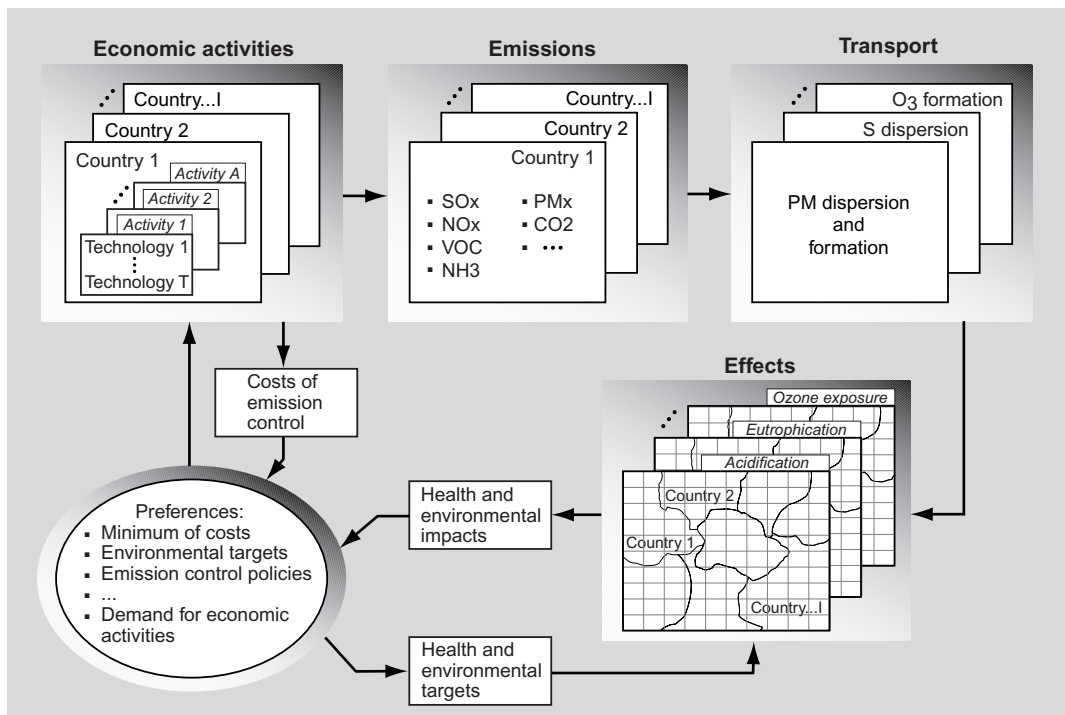 Economic activities
Country...I
Country 2
Country 1
Activity A
Activity 2
Activity 1
Technology 1
Technology T
Emissions
Country...I
Country 2
Country 1
▪ SOx
▪ NOx
▪ VOC
▪ NH3
▪ PMx
▪ CO2
▪ •••
Transport
O3 formation
S dispersion
PM dispersion
and
formation
Costs of
emission
control
Effects
Ozone exposure
Eutrophication
Acidification
Country 2
Country 1
Country...I
Health and
environmental
impacts
Preferences:
▪ Minimum of costs
▪ Environmental targets
▪ Emission control policies
▪ ...
▪ Demand for economic
activities
Health and
environmental
targets